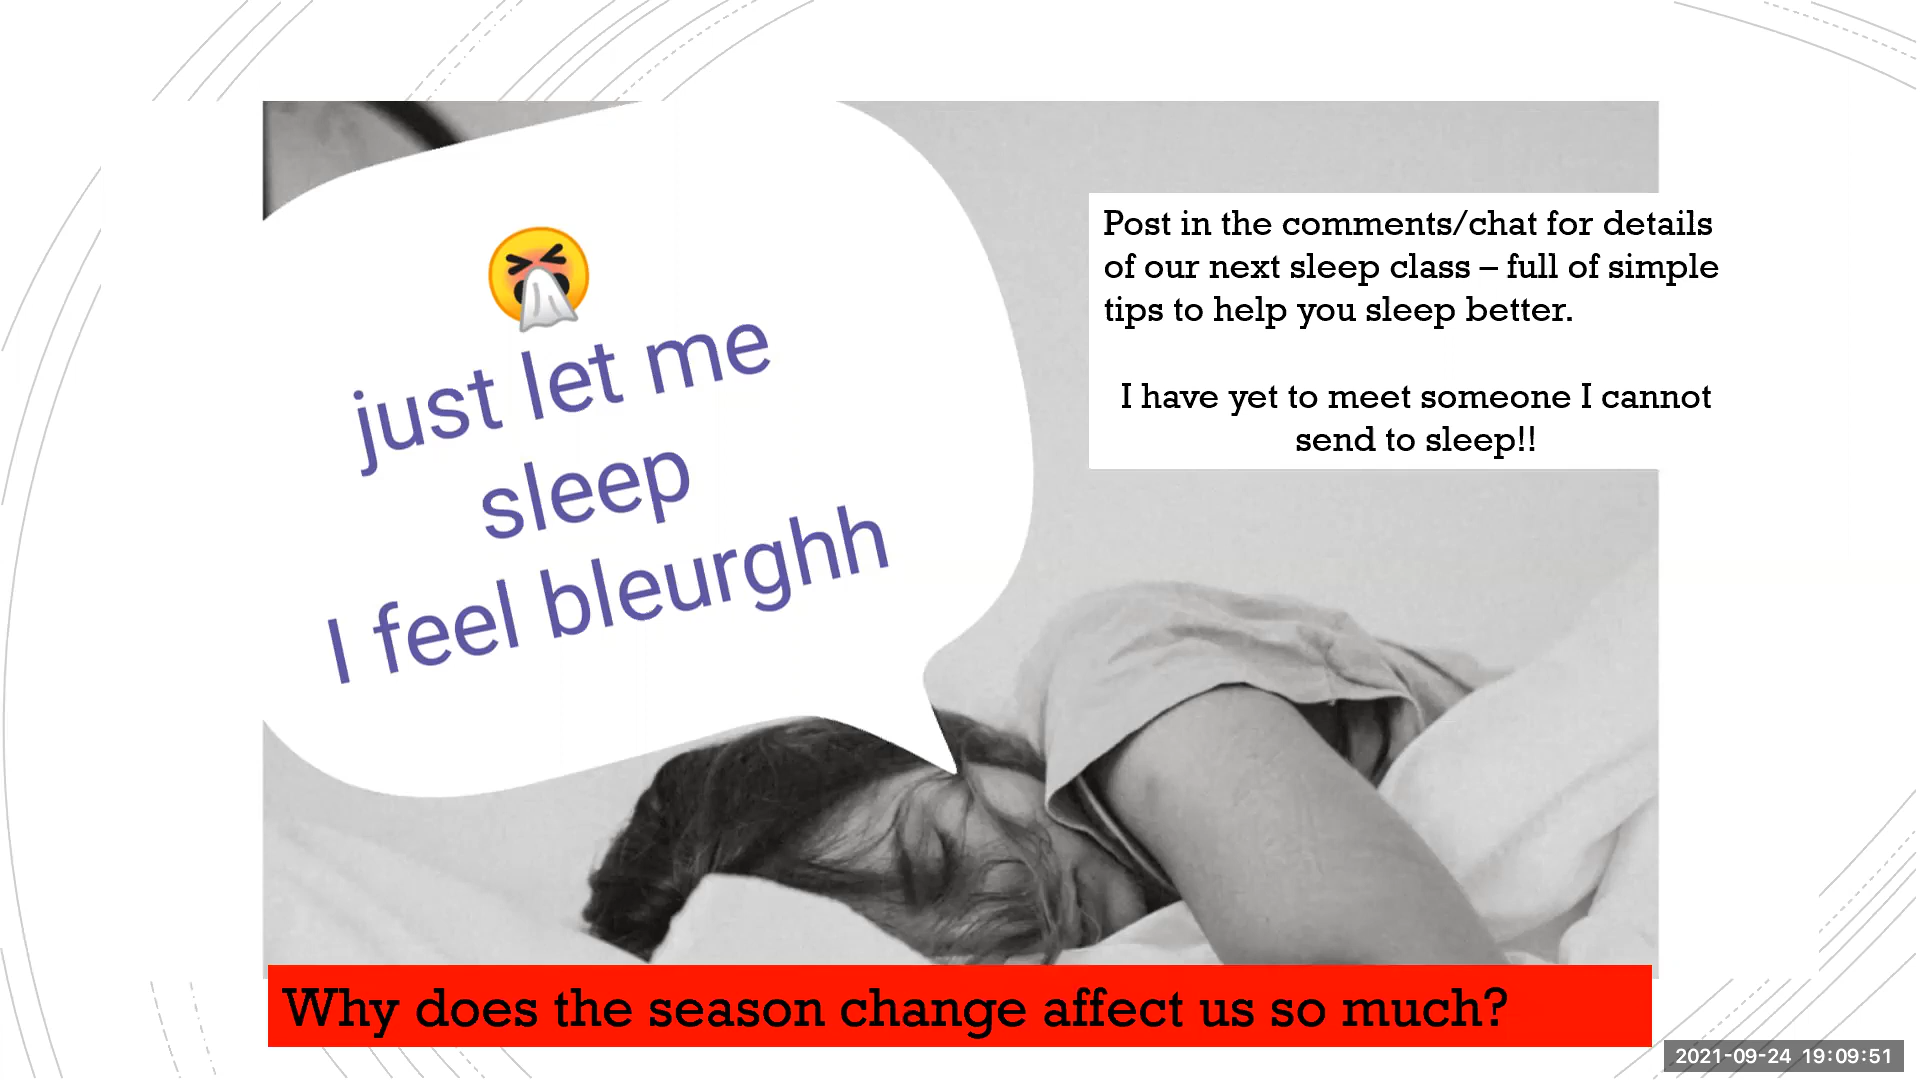 just let me
sleep
I feel bleurghh
Post in the comments/chat for details
of our next sleep class – full of simple
tips to help you sleep better.
I have yet to meet someone I cannot
send to sleep!!
Why does the season change affect us so much?
2021-09-24 19:09:51